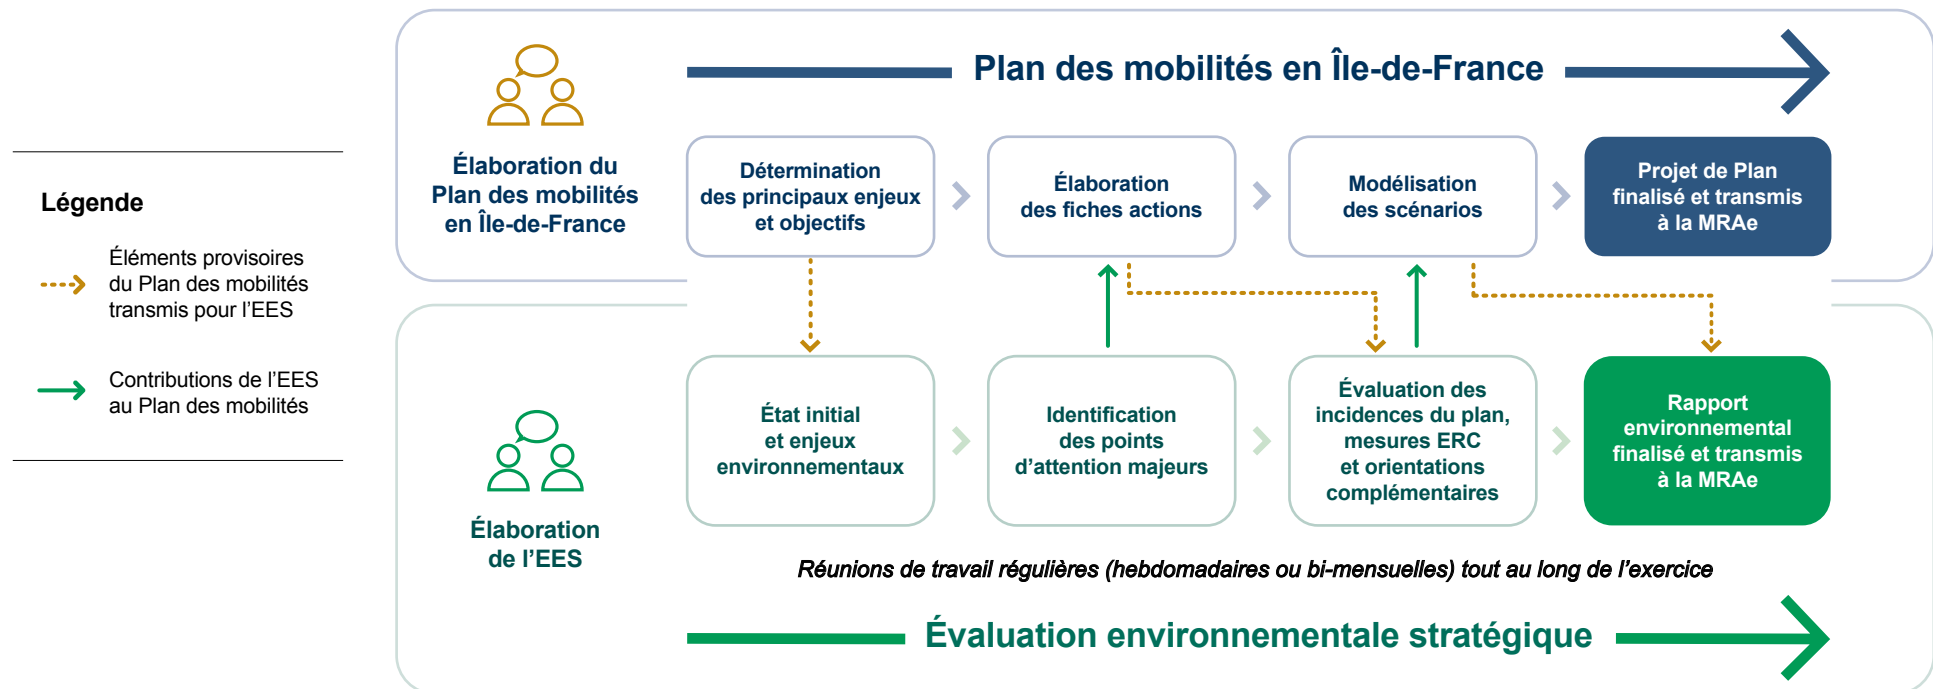 Légende
Éléments provisoires
du Plan des mobilités
transmis pour l’EES
Contributions de l’EES
au Plan des mobilités
Plan des mobilités en Île-de-France
Élaboration du
Plan des mobilités
en Île-de-France
Détermination
des principaux enjeux
et objectifs
Élaboration
des fiches actions
Modélisation
des scénarios
Projet de Plan
finalisé et transmis
à la MRAe
Élaboration
de l’EES
État initial
et enjeux
environnementaux
Identification
des points
d’attention majeurs
Évaluation des
incidences du plan,
mesures ERC
et orientations
complémentaires
Rapport
environnemental
finalisé et transmis
à la MRAe
Réunions de travail régulières (hebdomadaires ou bi-mensuelles) tout au long de l’exercice
Évaluation environnementale stratégique